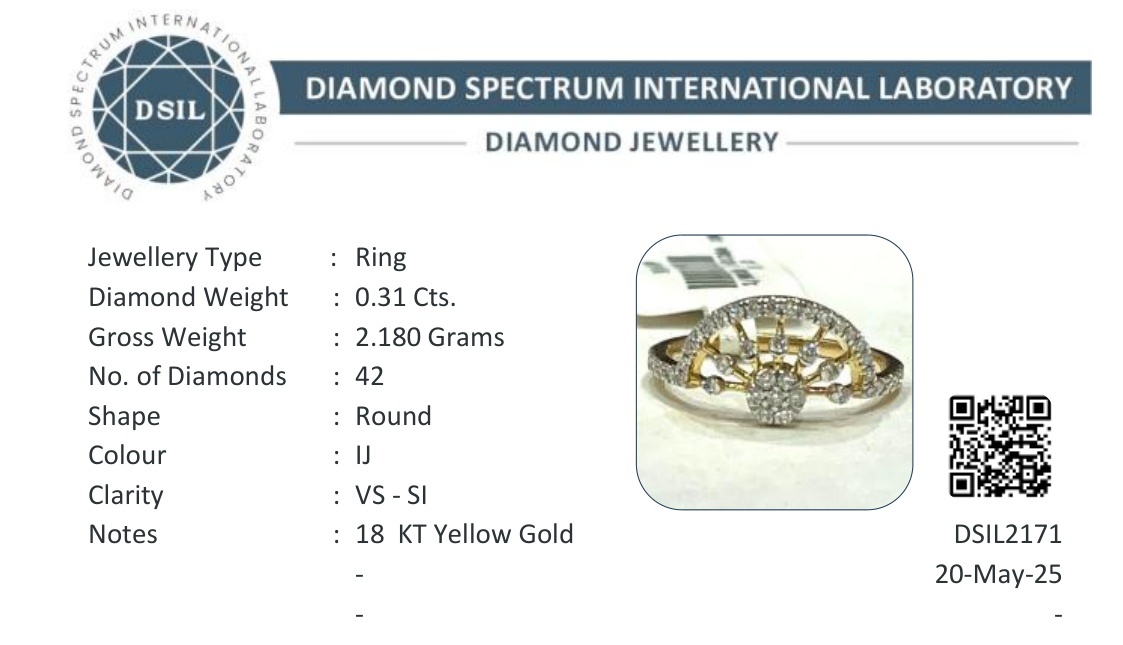 DIAMOND SPECTRUM INTERNATIONAL LABORATORY
DSIL
DIAMOND SPECTRUM INTERNATIONAL LABORATORY
DIAMOND JEWELLERY
Jewellery Type : Ring
Diamond Weight : 0.31 Cts.
Gross Weight : 2.180 Grams
No. of Diamonds : 42
Shape : Round
Colour : IJ
Clarity : VS - SI
Notes : 18 KT Yellow Gold
-
-
DSIL2171
20-May-25
-